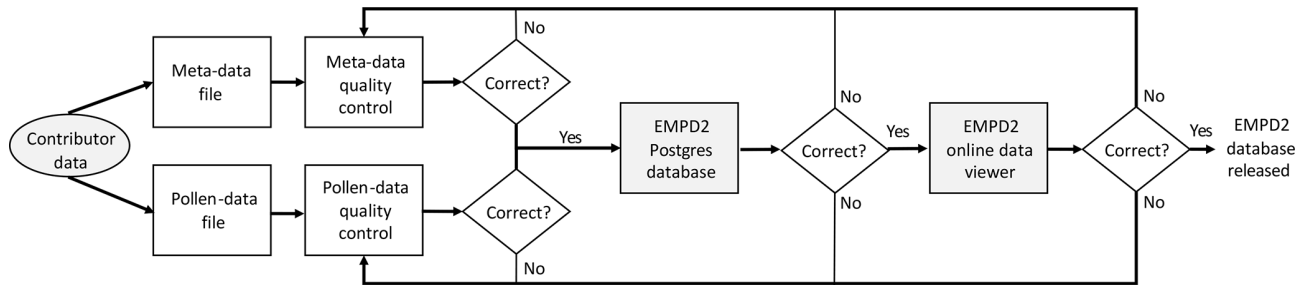 No
Meta-data
file
Meta-data
quality
control
Correct?
No
No
Contributor
data
Yes
EMPD2
Postgres
database
Correct?
Yes
EMPD2
online data
viewer
Correct?
Yes
EMPD2
database
released
Pollen-data
file
Pollen-data
quality
control
Correct?
No
No
No